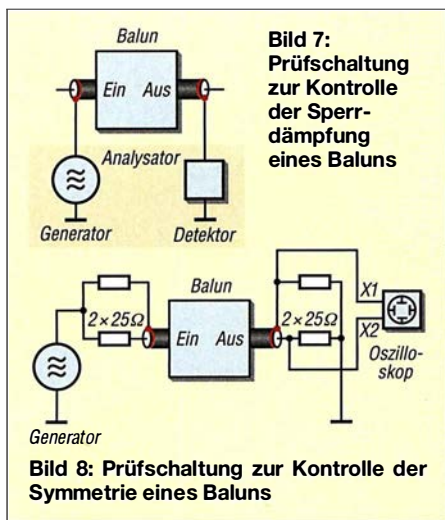 Balun
Bild 7:
Prüfschaltung
zur Kontrolle
der Sperr-
dämpfung
eines Baluns
Ein Aus
Analysator
Generator
Detektor
Balun
2×25Ω
Ein Aus
2×25Ω
X1
X2
Oszillo-
skop
Generator
Bild 8: Prüfschaltung zur Kontrolle der
Symmetrie eines Baluns